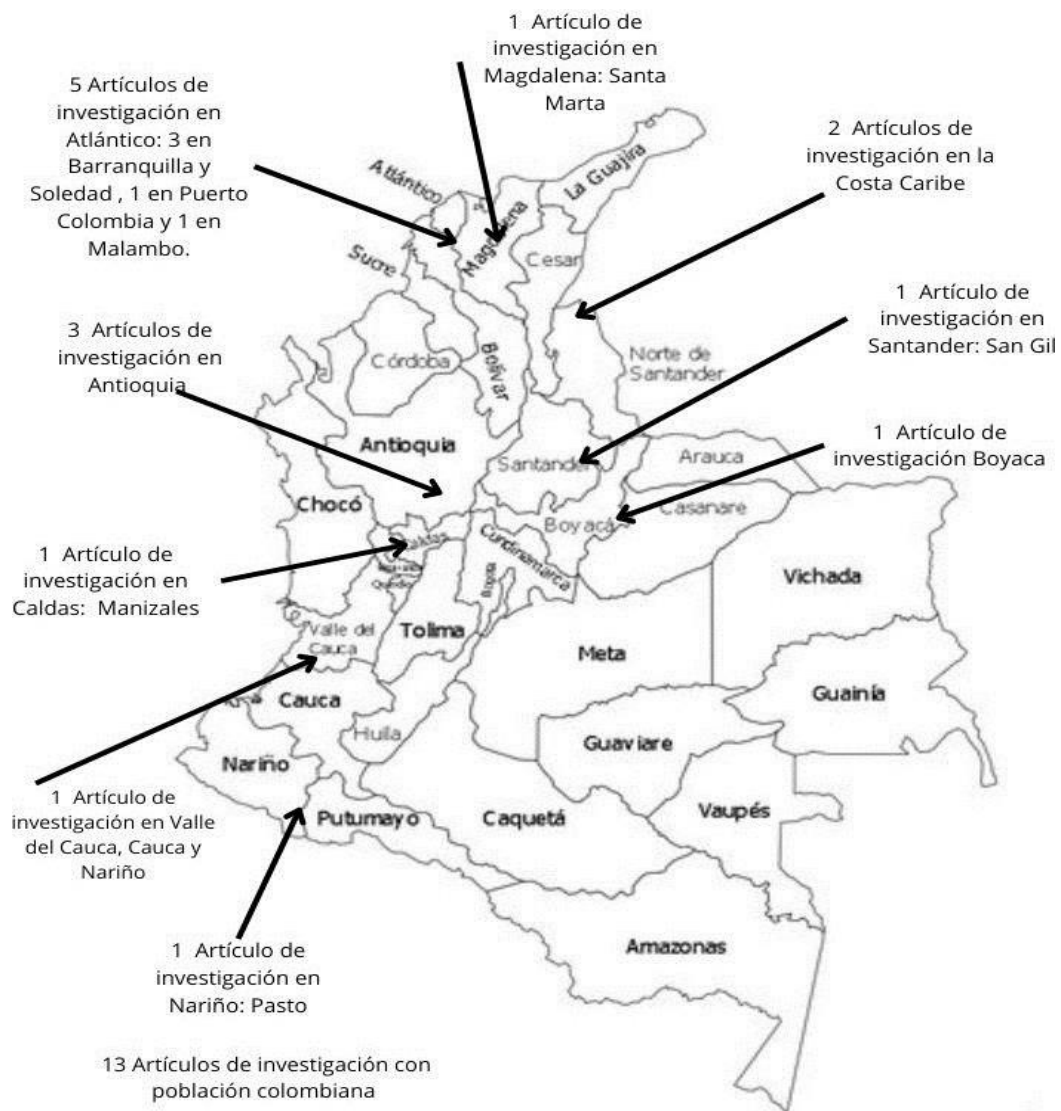 1 Artículo de
investigación en
Magdalena: Santa
Marta
5 Artículos de
investigación en
Atlántico: 3 en
Barranquilla y
Soledad , 1 en Puerto
Colombia y 1 en
Malambo.
2 Artículos de
investigación en la
Costa Caribe
1 Artículo de
investigación en
Santander: San Gil
3 Artículos de
investigación en
Antioquia
1 Artículo de
investigación Boyaca
1 Artículo de
investigación en
Caldas: Manizales
1 Artículo de
investigación en Valle
del Cauca, Cauca y
Nariño
1 Artículo de
investigación en
Nariño: Pasto
13 Artículos de investigación con
población colombiana
Atlántico
Magdalena
La Guajira
Cesar
Sucre
Córdoba
Bolívar
Norte de
Santander
Antioquia
Santander
Arauca
Chocó
Boyacá
Casanare
Caldas
Cundinamarca
Quindío
Bogotá
Vichada
Valle del
Cauca
Tolima
Meta
Guainía
Cauca
Huila
Guaviare
Nariño
Putumayo
Caquetá
Vaupés
Amazonas